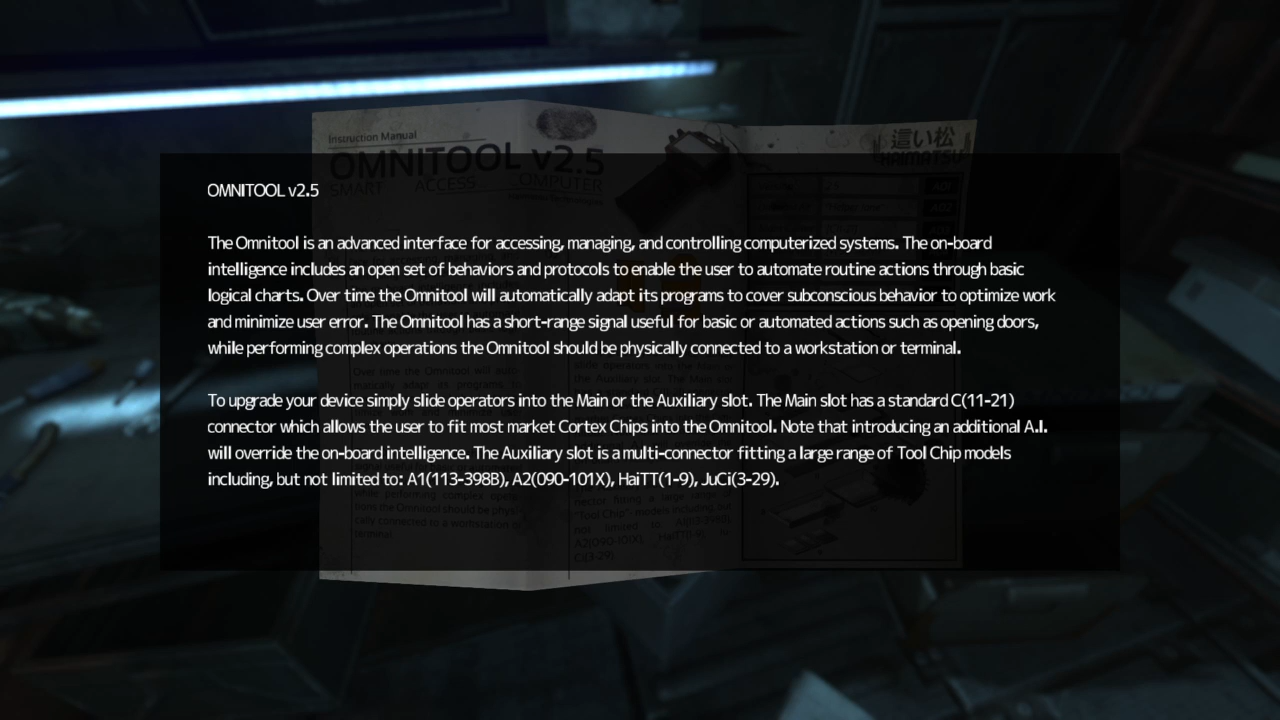 Instruction Manual
OMNITOOL v2.5
SMART ACCESS COMPUTER
這い松
HAIMATSU
OMNITOOL v2.5
The Omnitool is an advanced interface for accessing, managing, and controlling computerized systems. The on-board
intelligence includes an open set of behaviors and protocols to enable the user to automate routine actions through basic
logical charts. Over time the Omnitool will automatically adapt its programs to cover subconscious behavior to optimize work
and minimize user error. The Omnitool has a short-range signal useful for basic or automated actions such as opening doors,
while performing complex operations the Omnitool should be physically connected to a workstation or terminal.
To upgrade your device simply slide operators into the Main or the Auxiliary slot. The Main slot has a standard C(11-21)
connector which allows the user to fit most market Cortex Chips into the Omnitool. Note that introducing an additional A.I.
will override the on-board intelligence. The Auxiliary slot is a multi-connector fitting a large range of Tool Chip models
including, but not limited to: A1(113-398B), A2(090-101X), HaiTT(1-9), JuCi(3-29).